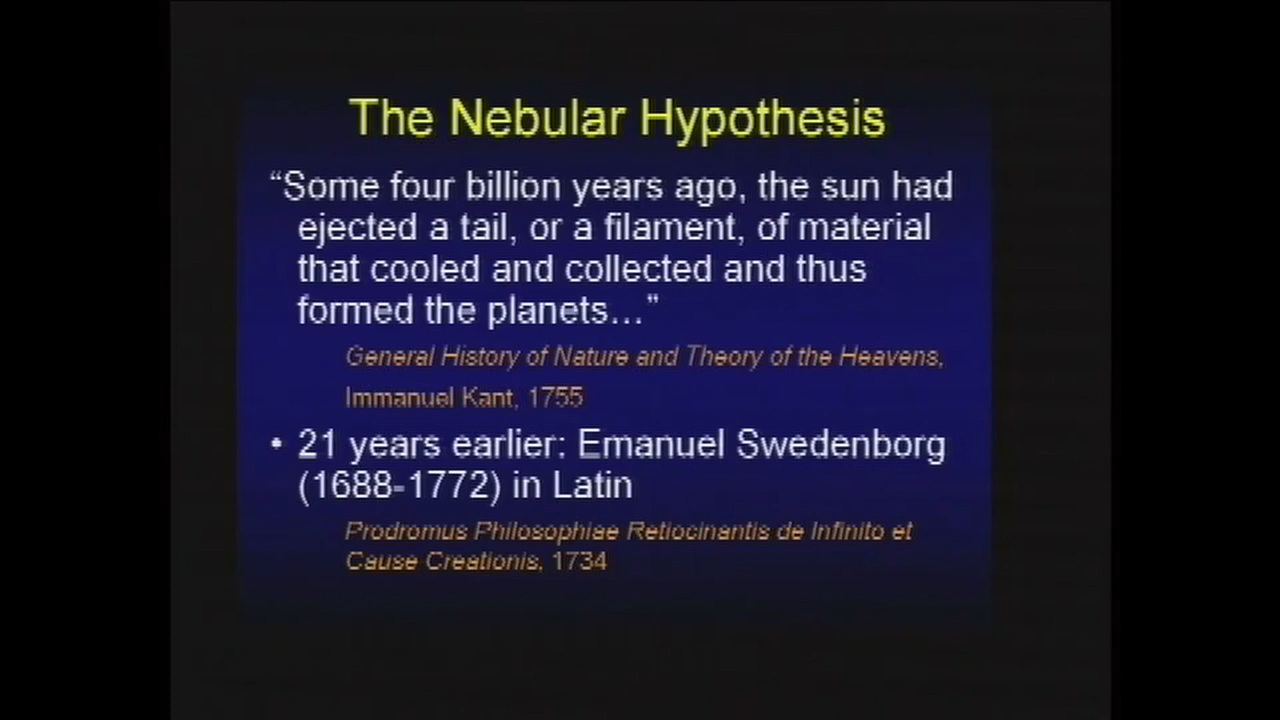 The Nebular Hypothesis
“Some four billion years ago, the sun had
ejected a tail, or a filament, of material
that cooled and collected and thus
formed the planets…”
General History of Nature and Theory of the Heavens,
Immanuel Kant, 1755
• 21 years earlier: Emanuel Swedenborg
(1688-1772) in Latin
Prodromus Philosophiae Retiocinantis de Infinito et
Cause Creationis, 1734